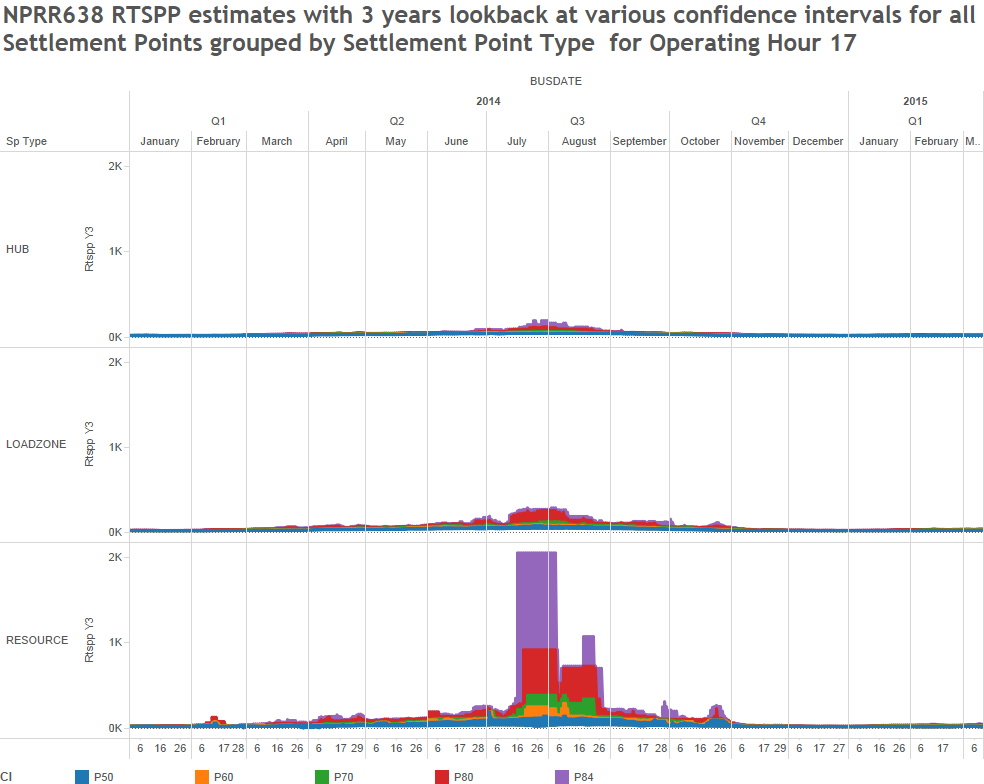 NPRR638 RTSPP estimates with 3 years lookback at various confidence intervals for all
Settlement Points grouped by Settlement Point Type for Operating Hour 17
BUSDATE
2014 2015
Q1 Q2 Q3 Q4 Q1
Sp Type January February March April May June July August September October November December January February M..
2K
HUB Rtspp Y3 1K
0K
2K
LOADZONE Rtspp Y3 1K
0K
2K
RESOURCE Rtspp Y3 1K
0K
6 16 26 6 17 28 6 16 26 6 17 29 6 16 26 6 17 28 6 16 26 6 16 26 6 17 28 6 16 26 6 17 29 6 17 27 6 16 26 6 17 6
CI P50 P60 P70 P80 P84